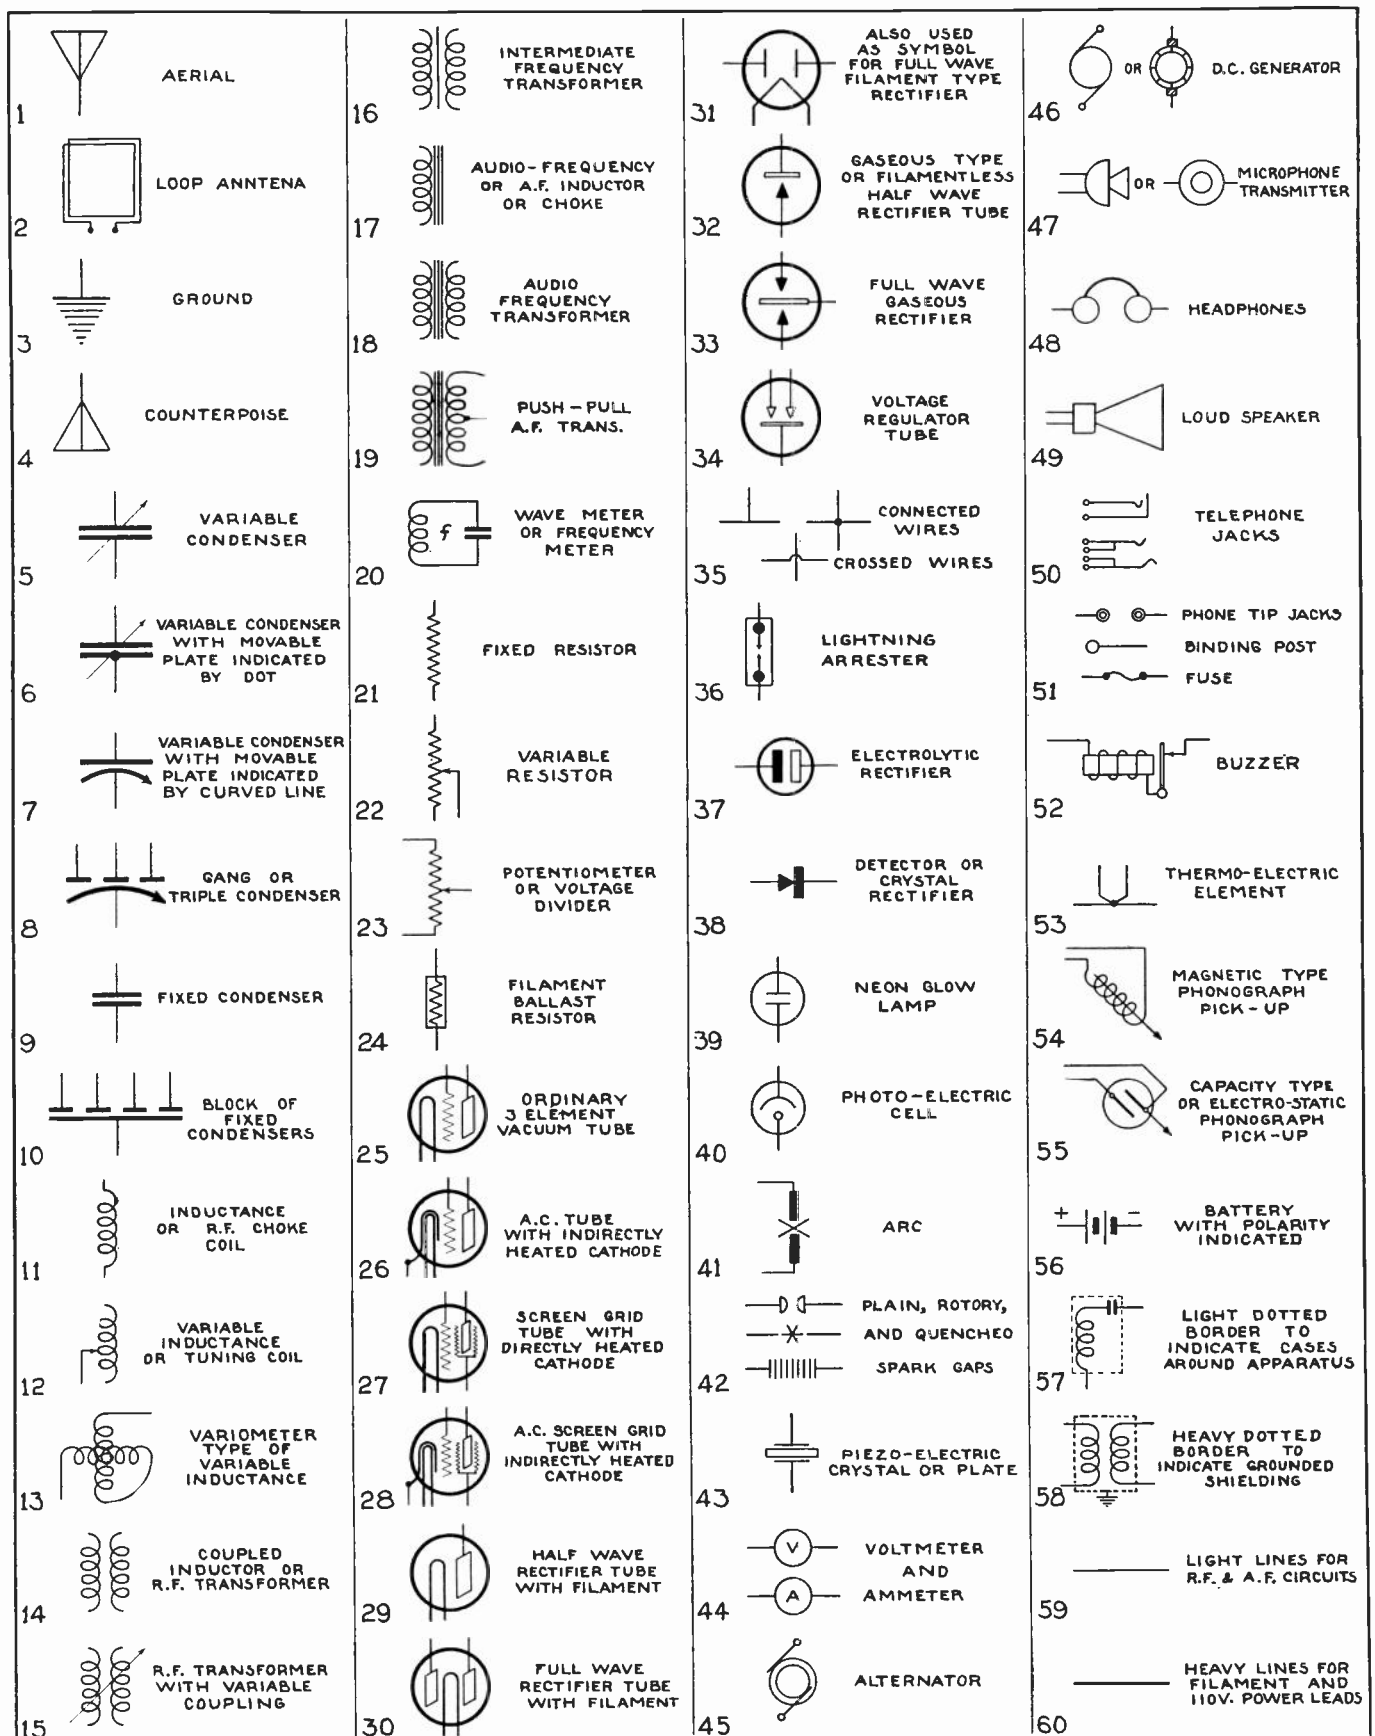 1
AERIAL
2
LOOP ANNTENA
3
GROUND
4
COUNTERPOISE
5
VARIABLE
CONDENSER
6
VARIABLE CONDENSER
WITH MOVABLE
PLATE INDICATED
BY DOT
7
VARIABLE CONDENSER
WITH MOVABLE
PLATE INDICATED
BY CURVED LINE
8
GANG OR
TRIPLE CONDENSER
9
FIXED CONDENSER
10
BLOCK OF
FIXED
CONDENSERS
11
INDUCTANCE
OR R.F. CHOKE
COIL
12
VARIABLE
INDUCTANCE
OR TUNING COIL
13
VARIOMETER
TYPE OF
VARIABLE
INDUCTANCE
14
COUPLED
INDUCTOR OR
R.F. TRANSFORMER
15
R.F. TRANSFORMER
WITH VARIABLE
COUPLING
16
INTERMEDIATE
FREQUENCY
TRANSFORMER
17
AUDIO-FREQUENCY
OR A.F. INDUCTOR
OR CHOKE
18
AUDIO
FREQUENCY
TRANSFORMER
19
PUSH-PULL
A.F. TRANS.
20
f
WAVE METER
OR FREQUENCY
METER
21
FIXED RESISTOR
22
VARIABLE
RESISTOR
23
POTENTIOMETER
OR VOLTAGE
DIVIDER
24
FILAMENT
BALLAST
RESISTOR
25
ORDINARY
3 ELEMENT
VACUUM TUBE
26
A.C. TUBE
WITH INDIRECTLY
HEATED CATHODE
27
SCREEN GRID
TUBE WITH
DIRECTLY HEATED
CATHODE
28
A.C. SCREEN GRID
TUBE WITH
INDIRECTLY HEATED
CATHODE
29
HALF WAVE
RECTIFIER TUBE
WITH FILAMENT
30
FULL WAVE
RECTIFIER TUBE
WITH FILAMENT
31
ALSO USED
AS SYMBOL
FOR FULL WAVE
FILAMENT TYPE
RECTIFIER
32
GASEOUS TYPE
OR FILAMENTLESS
HALF WAVE
RECTIFIER TUBE
33
FULL WAVE
GASEOUS
RECTIFIER
34
VOLTAGE
REGULATOR
TUBE
35
CONNECTED
WIRES
CROSSED WIRES
36
LIGHTNING
ARRESTER
37
ELECTROLYTIC
RECTIFIER
38
DETECTOR OR
CRYSTAL
RECTIFIER
39
NEON GLOW
LAMP
40
PHOTO-ELECTRIC
CELL
41
ARC
42
PLAIN, ROTORY,
AND QUENCHED
SPARK GAPS
43
PIEZO-ELECTRIC
CRYSTAL OR PLATE
44
V
VOLTMETER
AND
A
AMMETER
45
ALTERNATOR
46
OR
D.C. GENERATOR
47
OR
MICROPHONE
TRANSMITTER
48
HEADPHONES
49
LOUD SPEAKER
50
TELEPHONE
JACKS
51
PHONE TIP JACKS
BINDING POST
FUSE
52
BUZZER
53
THERMO-ELECTRIC
ELEMENT
54
MAGNETIC TYPE
PHONOGRAPH
PICK-UP
55
CAPACITY TYPE
OR ELECTRO-STATIC
PHONOGRAPH
PICK-UP
56
+ -
BATTERY
WITH POLARITY
INDICATED
57
LIGHT DOTTED
BORDER TO
INDICATE CASES
AROUND APPARATUS
58
HEAVY DOTTED
BORDER TO
INDICATE GROUNDED
SHIELDING
59
LIGHT LINES FOR
R.F. & A.F. CIRCUITS
60
HEAVY LINES FOR
FILAMENT AND
110V. POWER LEADS